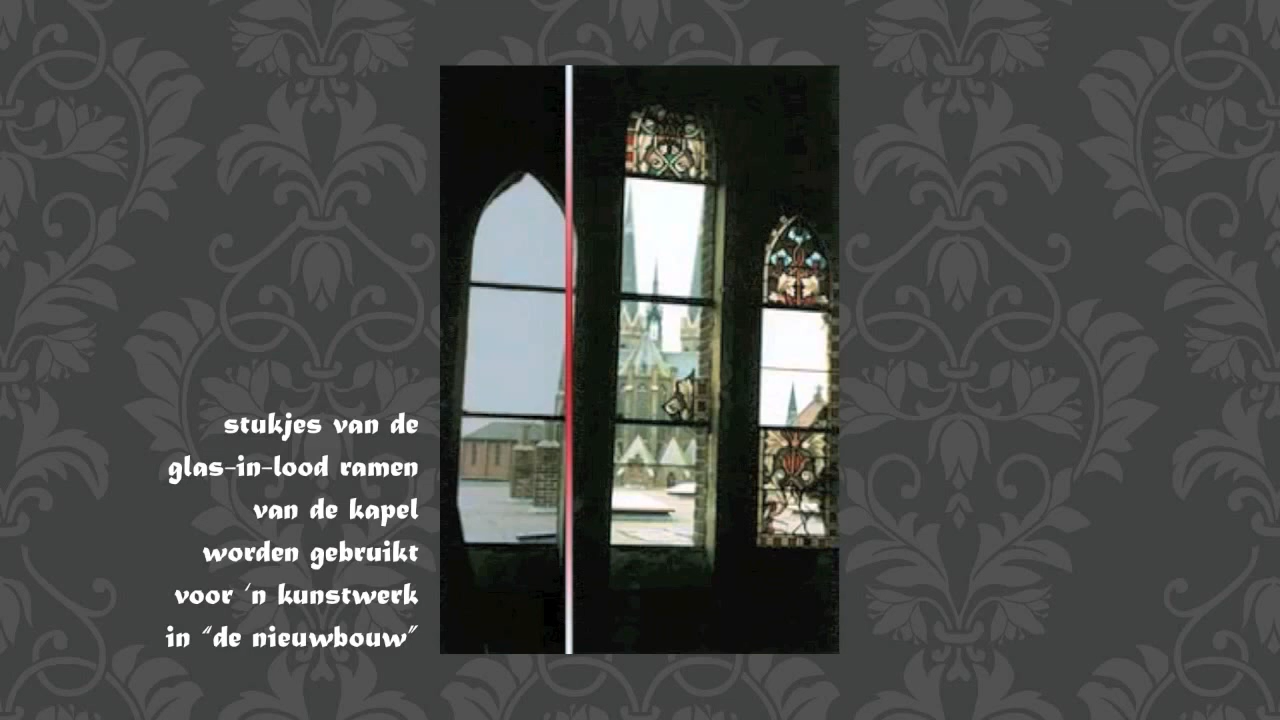 stukjes van de
glas-in-lood ramen
van de kapel
worden gebruikt
voor ‘n kunstwerk
in “de nieuwbouw”